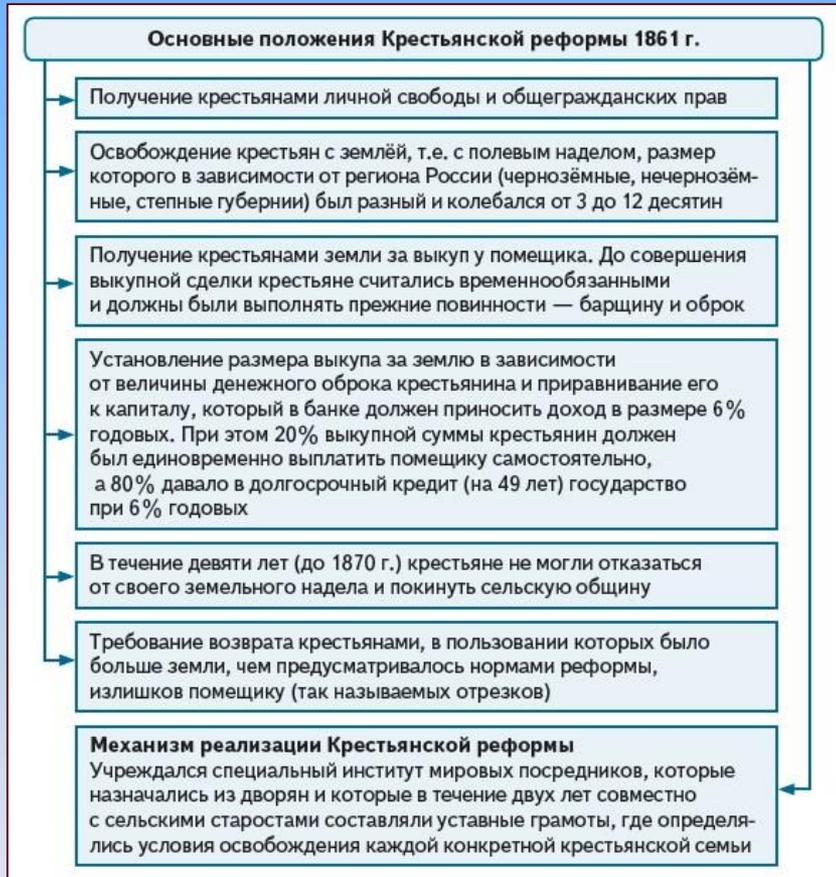 Основные положения Крестьянской реформы 1861 г.
Получение крестьянами личной свободы и общегражданских прав
Освобождение крестьян с землёй, т.е. с полевым наделом, размер
которого в зависимости от региона России (чернозёмные, нечернозём-
ные, степные губернии) был разный и колебался от 3 до 12 десятин
Получение крестьянами земли за выкуп у помещика. До совершения
выкупной сделки крестьяне считались временнообязанными
и должны были выполнять прежние повинности — барщину и оброк
Установление размера выкупа за землю в зависимости
от величины денежного оброка крестьянина и приравнивание его
к капиталу, который в банке должен приносить доход в размере 6%
годовых. При этом 20% выкупной суммы крестьянин должен
был единовременно выплатить помещику самостоятельно,
а 80% давало в долгосрочный кредит (на 49 лет) государство
при 6% годовых
В течение девяти лет (до 1870 г.) крестьяне не могли отказаться
от своего земельного надела и покинуть сельскую общину
Требование возврата крестьянами, в пользовании которых было
больше земли, чем предусматривалось нормами реформы,
излишков помещику (так называемых отрезков)
Механизм реализации Крестьянской реформы
Учреждался специальный институт мировых посредников, которые
назначались из дворян и которые в течение двух лет совместно
с сельскими старостами составляли уставные грамоты, где определя-
лись условия освобождения каждой конкретной крестьянской семьи